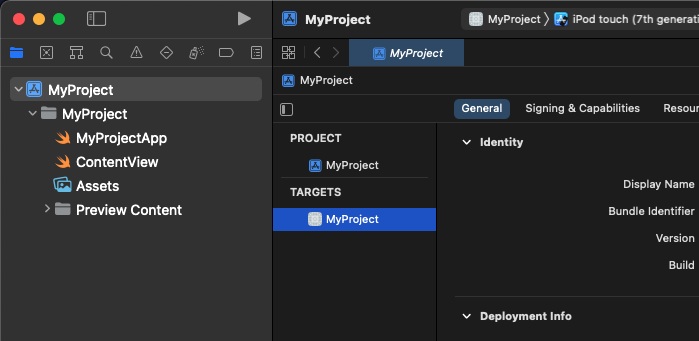 MyProject
MyProject
MyProjectApp
ContentView
Assets
Preview Content
MyProject
MyProject 〉 iPod touch (7th generati
MyProject
MyProject
General
Signing & Capabilities
Resour
PROJECT
MyProject
TARGETS
MyProject
Identity
Display Name
Bundle Identifier
Version
Build
Deployment Info